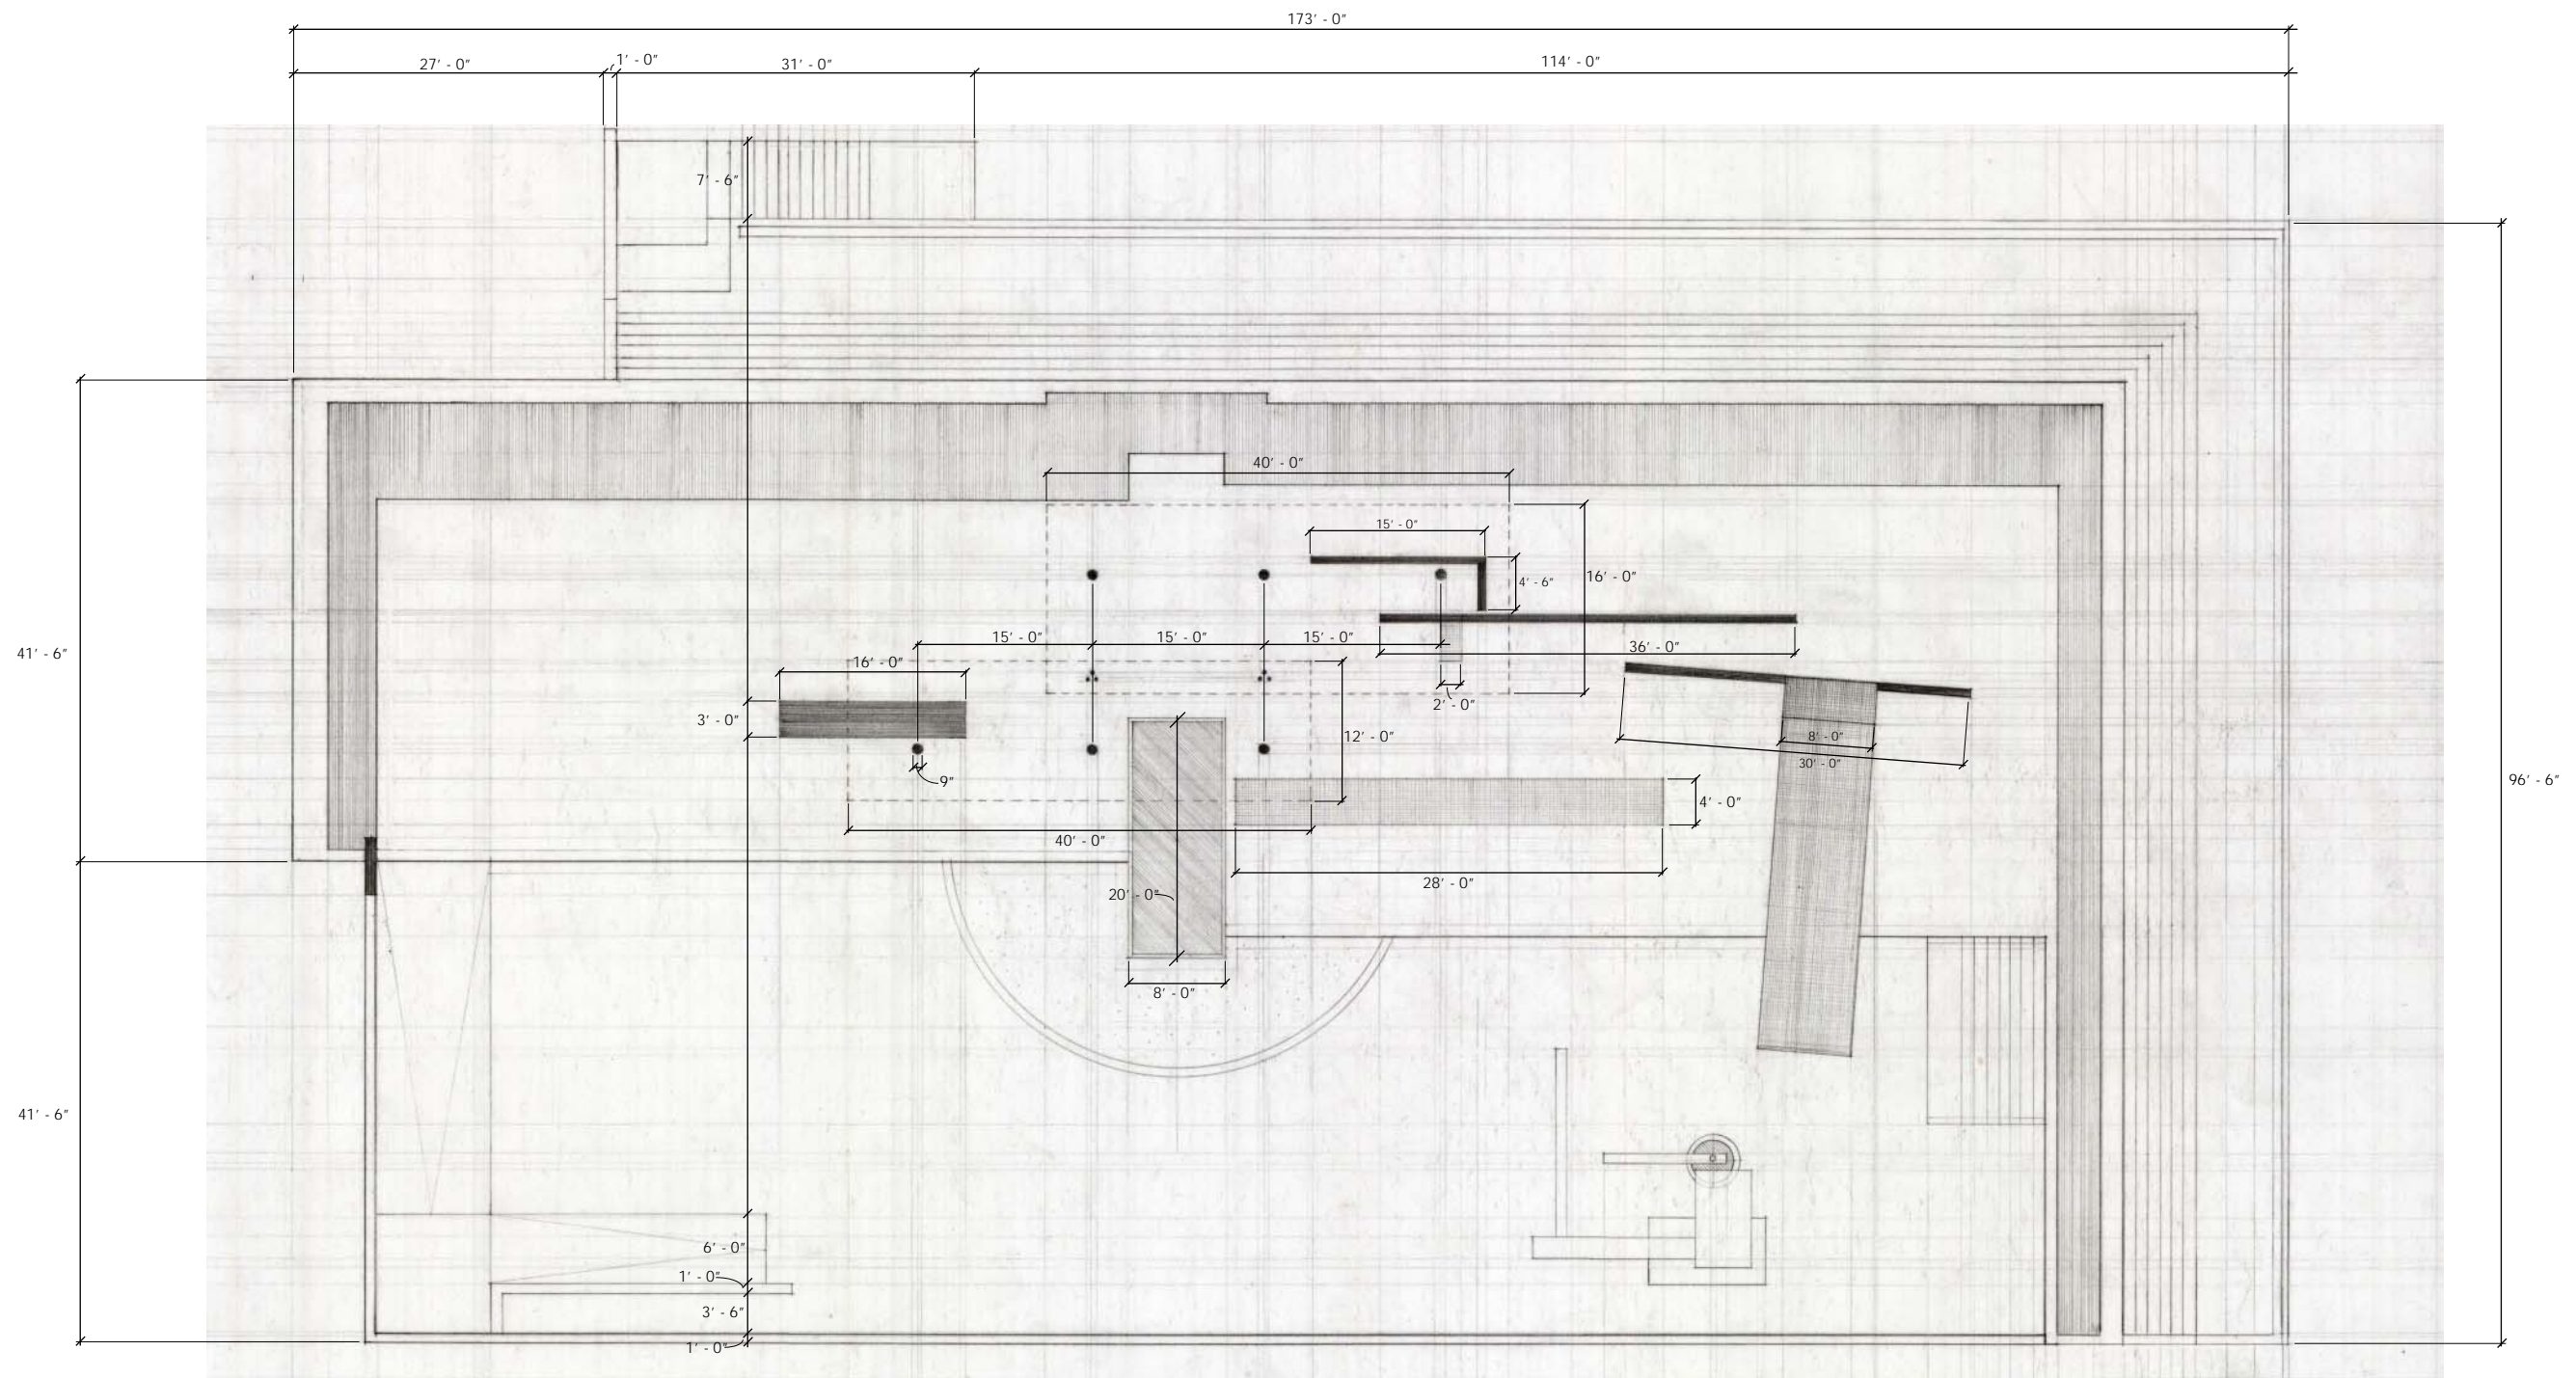 173' - 0"
27' - 0"
1' - 0"
31' - 0"
114' - 0"
7' - 6"
40' - 0"
15' - 0"
4' - 6"
16' - 0"
15' - 0"
15' - 0"
15' - 0"
36' - 0"
41' - 6"
16' - 0"
2' - 0"
3' - 0"
12' - 0"
8' - 0"
30' - 0"
9"
96' - 6"
4' - 0"
40' - 0"
28' - 0"
20' - 0"
8' - 0"
41' - 6"
6' - 0"
1' - 0"
3' - 6"
1' - 0"